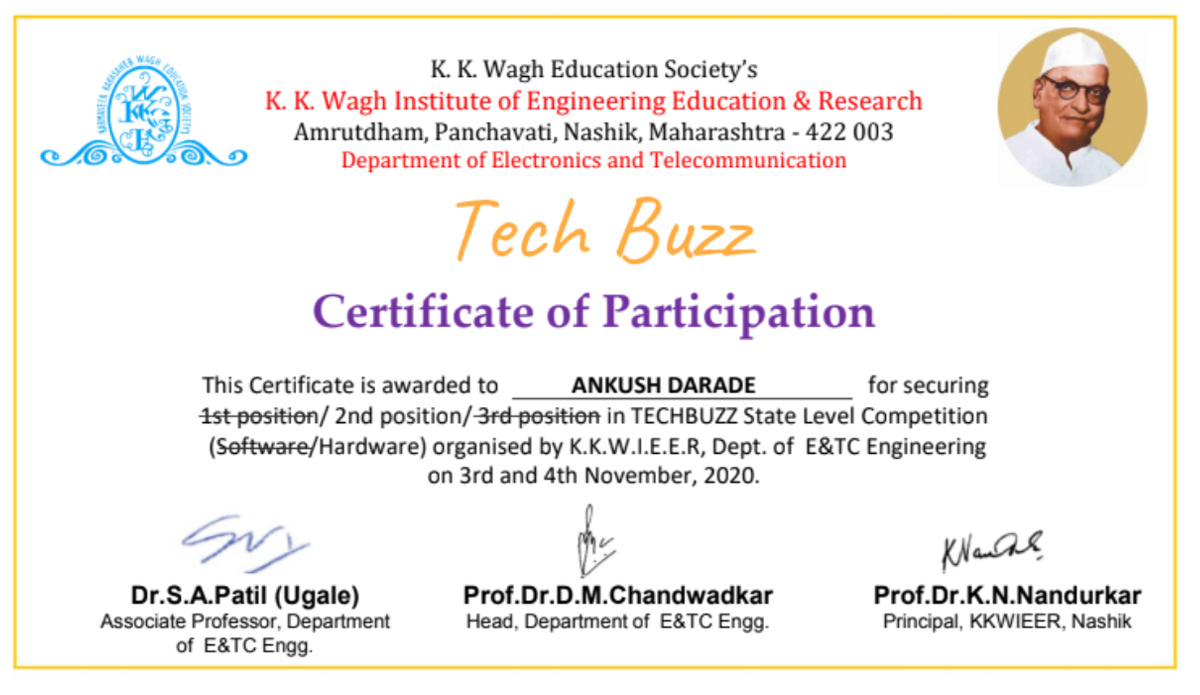 KARMAVEER KAKASAHEB WAGH EDUCATION SOCIETY
K. K. Wagh Education Society's
K. K. Wagh Institute of Engineering Education & Research
Amrutdham, Panchavati, Nashik, Maharashtra - 422 003
Department of Electronics and Telecommunication
Tech Buzz
Certificate of Participation
This Certificate is awarded to ANKUSH DARADE for securing
1st position/ 2nd position/ 3rd position in TECHBUZZ State Level Competition
(Software/Hardware) organised by K.K.W.I.E.E.R, Dept. of E&TC Engineering
on 3rd and 4th November, 2020.
Dr.S.A.Patil (Ugale) Prof.Dr.D.M.Chandwadkar Prof.Dr.K.N.Nandurkar
Associate Professor, Department Head, Department of E&TC Engg. Principal, KKWIEER, Nashik
of E&TC Engg.